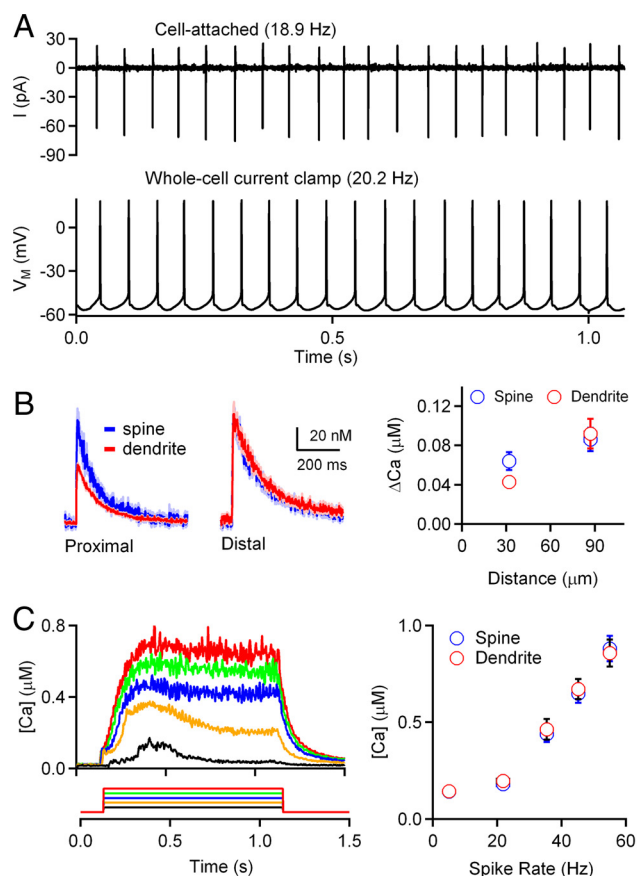 A
Cell-attached (18.9 Hz)
30
0
-30
-60
-90
I (pA)
Whole-cell current clamp (20.2 Hz)
0
-30
-60
V_M (mV)
0.0 0.5 1.0
Time (s)
B
spine
dendrite
20 nM
200 ms
Proximal Distal
Spine Dendrite
0.12
0.08
0.04
0.00
ΔCa (μM)
0 30 60 90
Distance (μm)
C
0.8
0.4
0.0
[Ca] (μM)
0.0 0.5 1.0 1.5
Time (s)
Spine
Dendrite
1.0
0.5
0.0
[Ca] (μM)
0 20 40 60
Spike Rate (Hz)